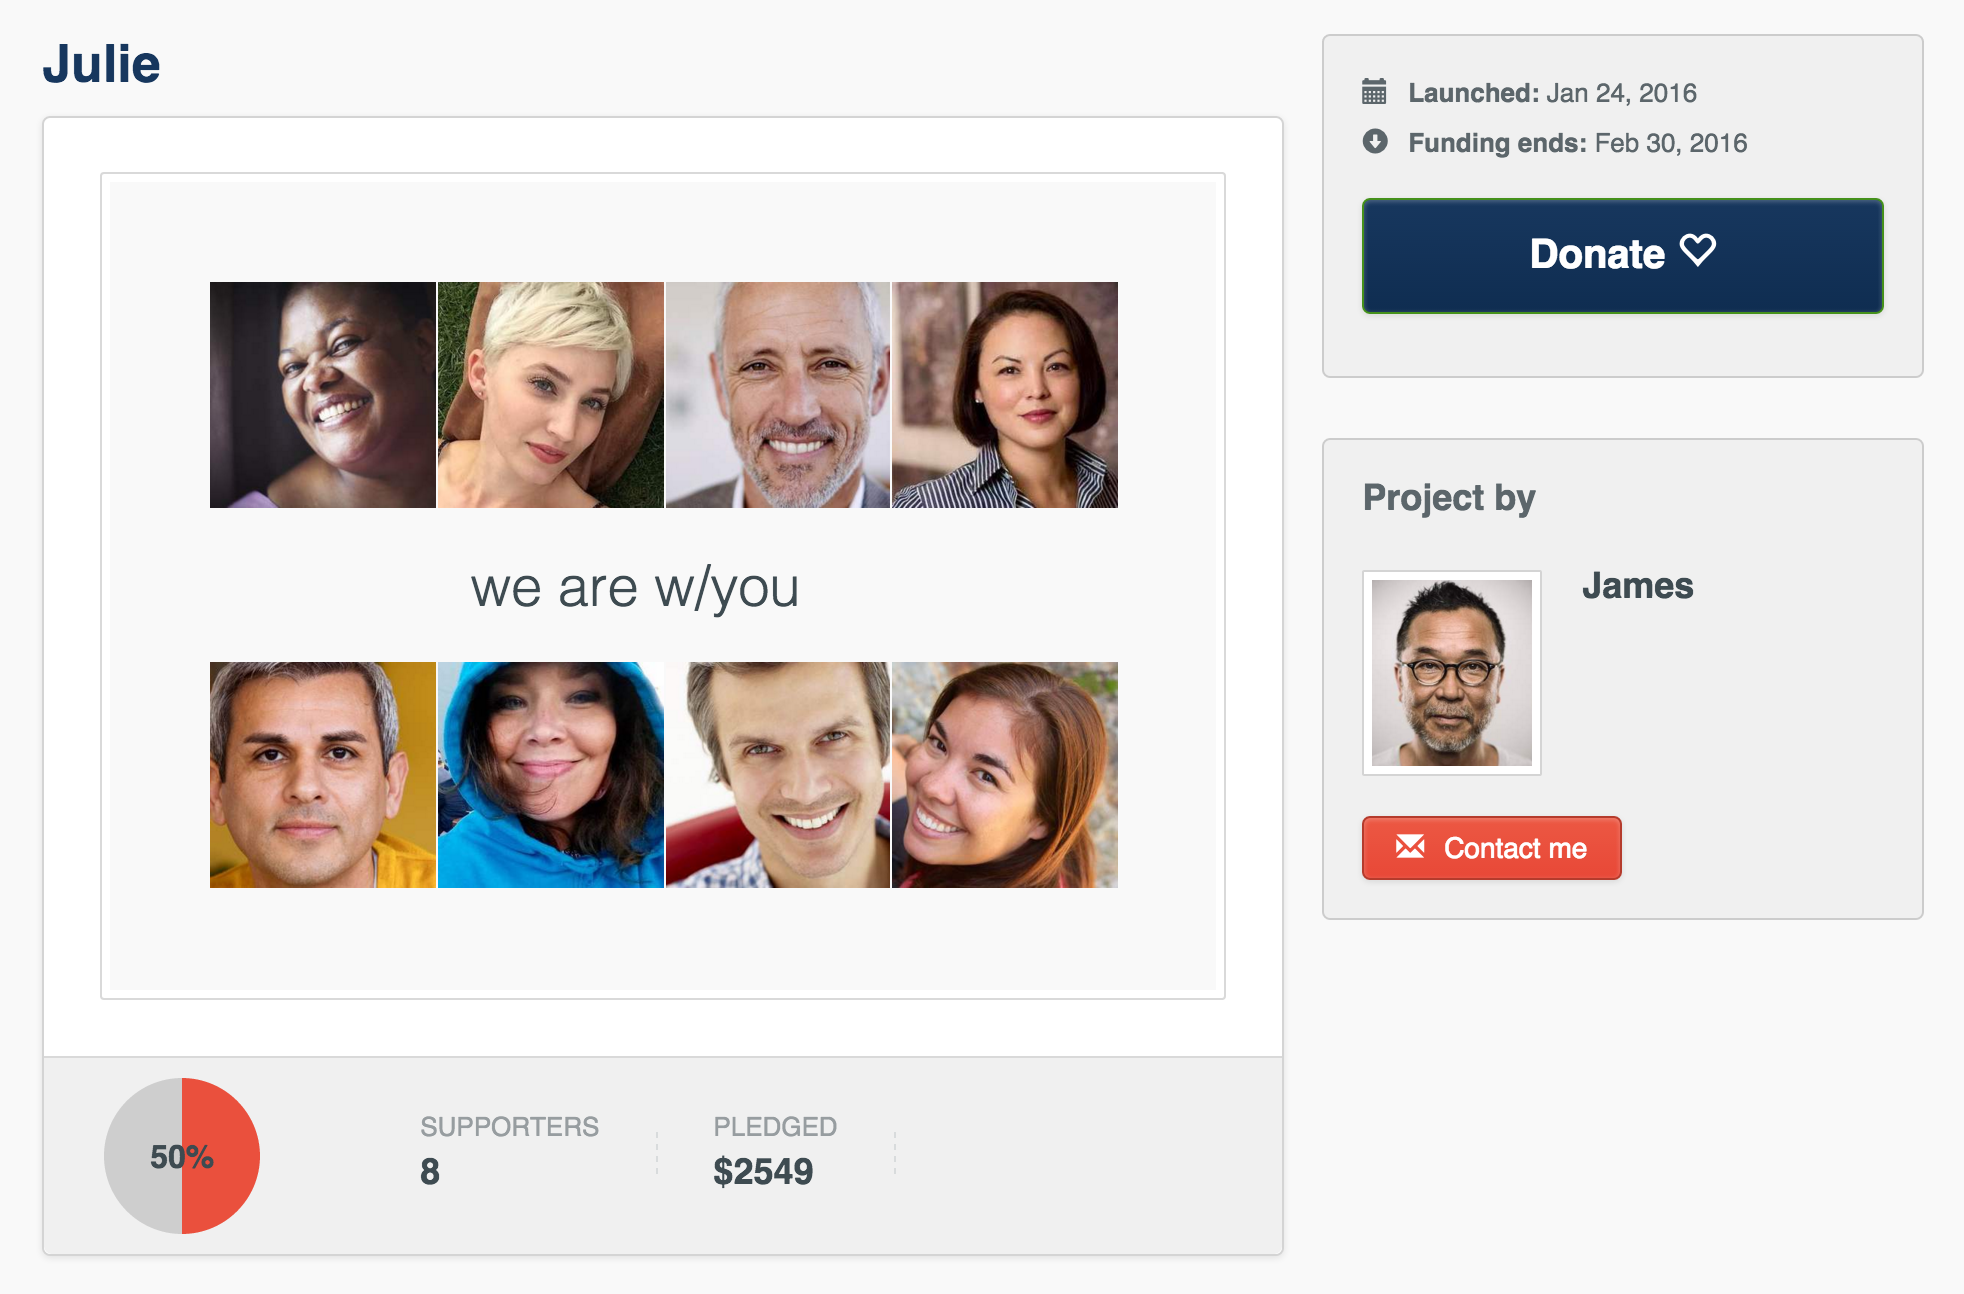 Julie
we are w/you
50%
SUPPORTERS
8
PLEDGED
$2549
Launched: Jan 24, 2016
Funding ends: Feb 30, 2016
Donate
Project by
James
Contact me